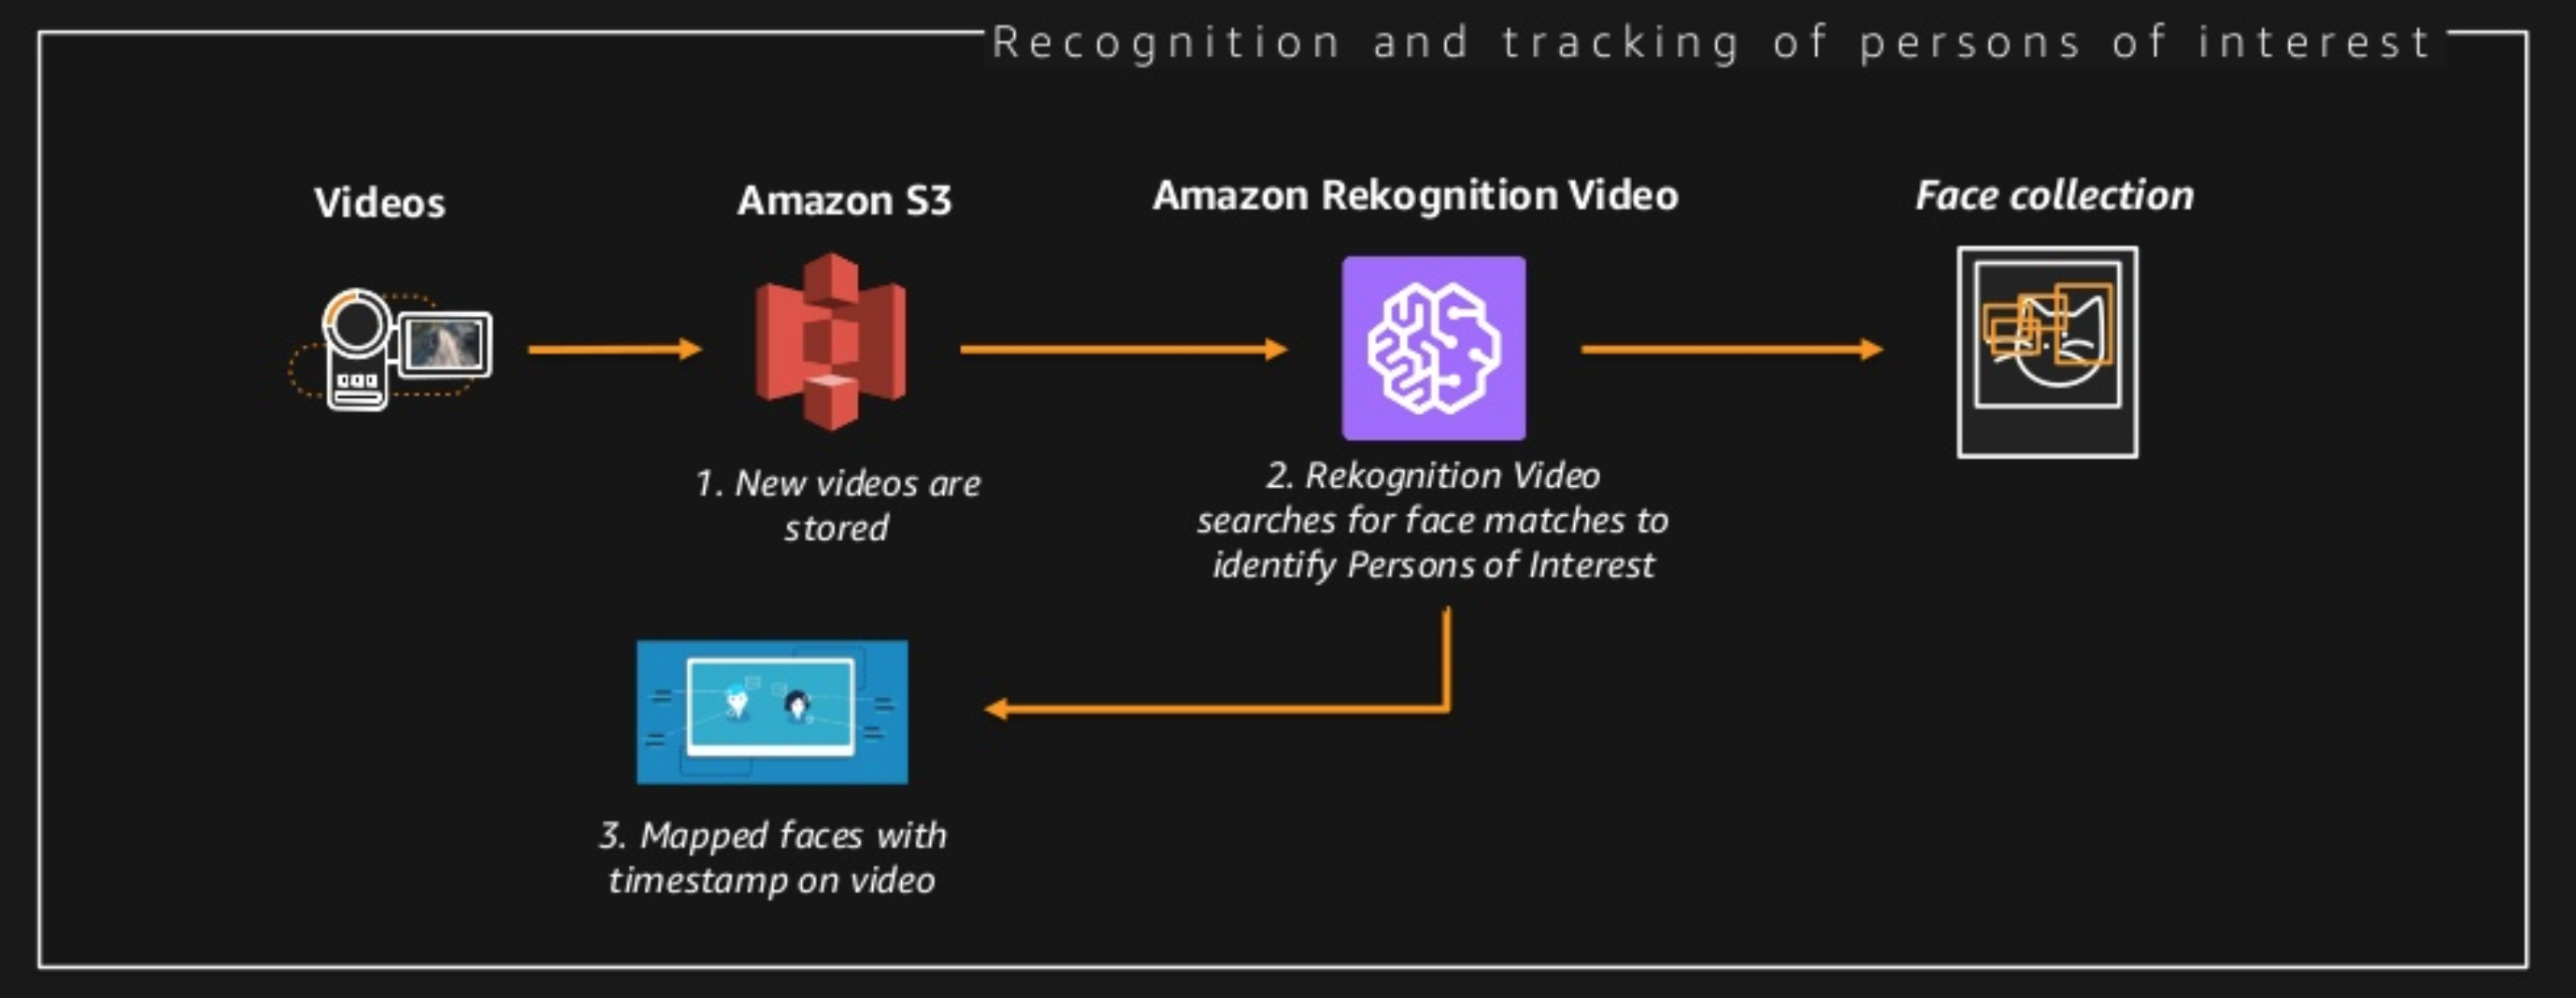 Recognition and tracking of persons of interest
Videos
Amazon S3
Amazon Rekognition Video
Face collection
1. New videos are
stored
2. Rekognition Video
searches for face matches to
identify Persons of Interest
3. Mapped faces with
timestamp on video